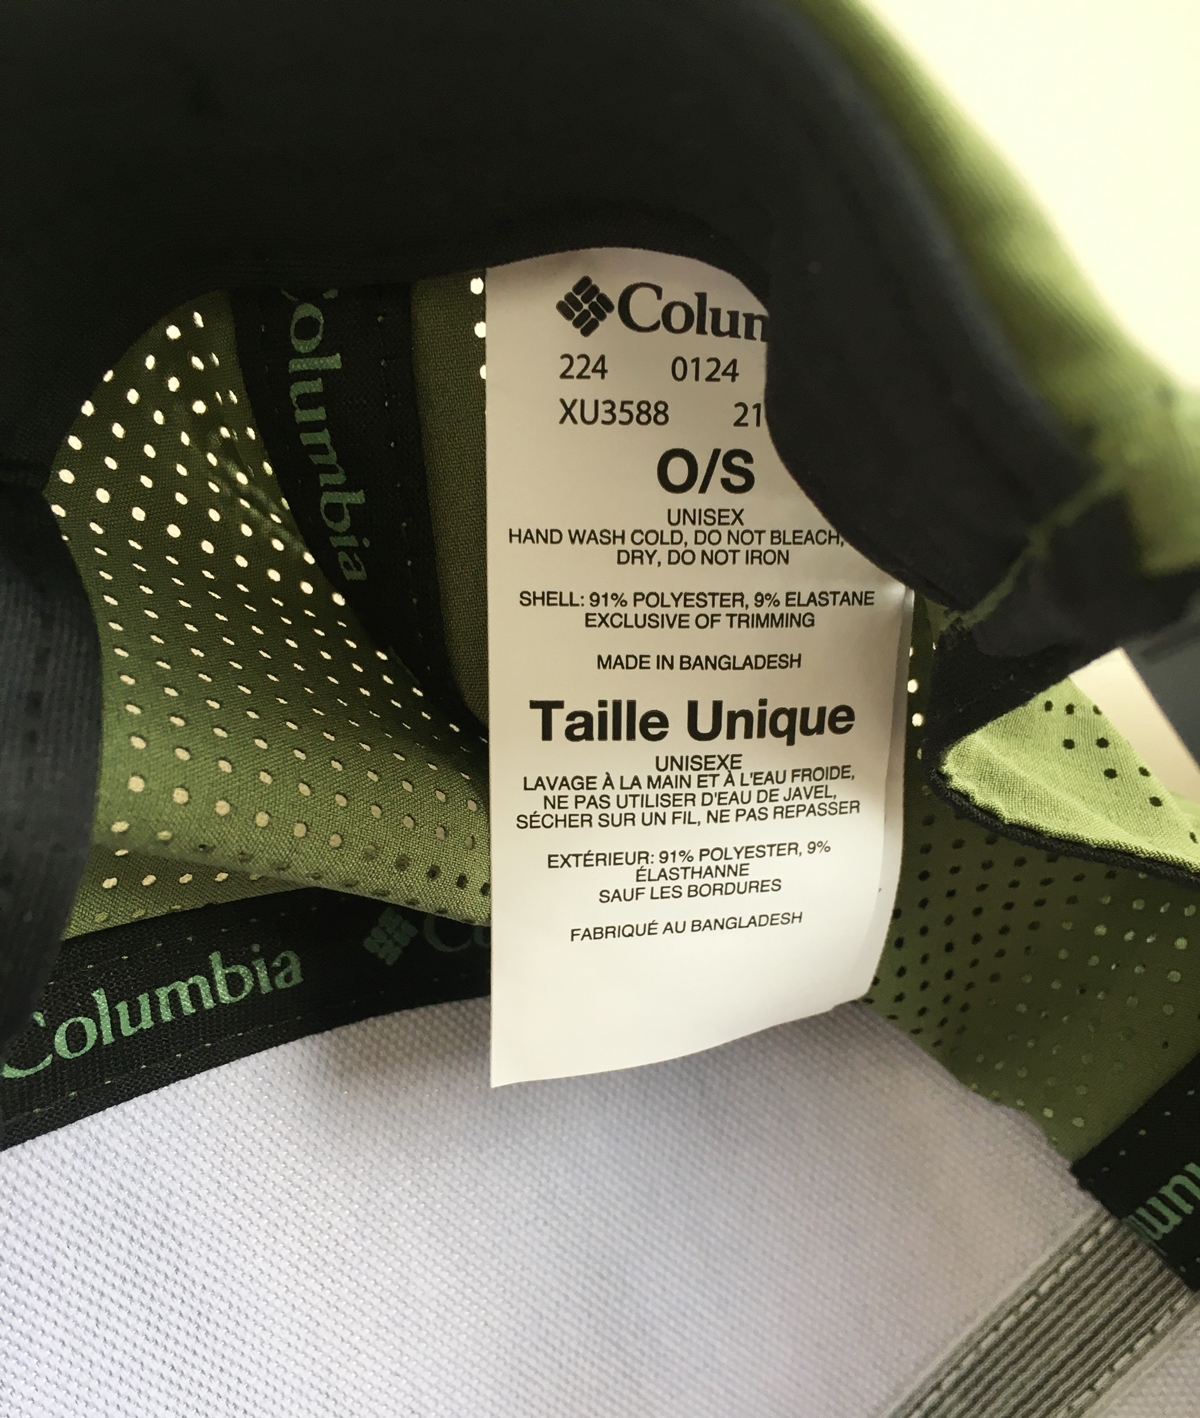 Colum
224 0124
XU3588 21
O/S
UNISEX
HAND WASH COLD, DO NOT BLEACH,
DRY, DO NOT IRON
SHELL: 91% POLYESTER, 9% ELASTANE
EXCLUSIVE OF TRIMMING
MADE IN BANGLADESH
Taille Unique
UNISEXE
LAVAGE À LA MAIN ET À L'EAU FROIDE,
NE PAS UTILISER D'EAU DE JAVEL,
SÉCHER SUR UN FIL, NE PAS REPASSER
EXTÉRIEUR: 91% POLYESTER, 9%
ÉLASTHANNE
SAUF LES BORDURES
FABRIQUÉ AU BANGLADESH
Columbia
Columbia
Co
um